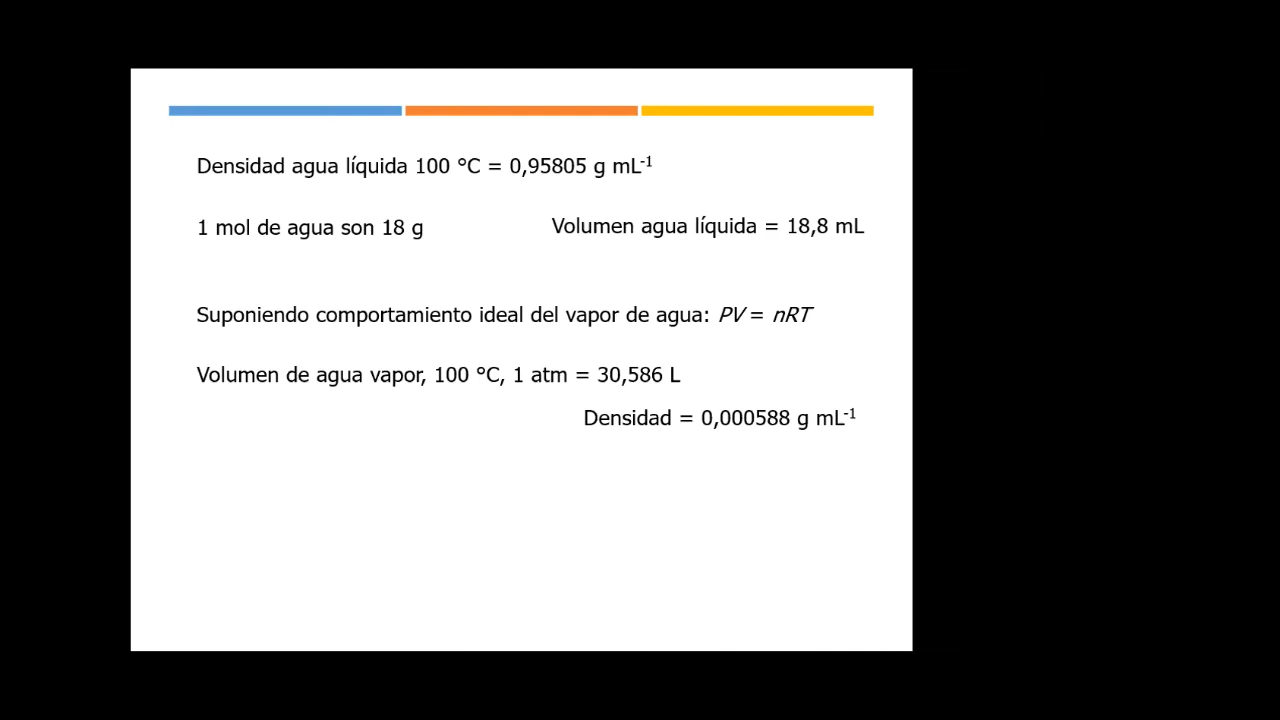 Densidad agua líquida 100 °C = 0,95805 g mL⁻¹
1 mol de agua son 18 g
Volumen agua líquida = 18,8 mL
Suponiendo comportamiento ideal del vapor de agua: PV = nRT
Volumen de agua vapor, 100 °C, 1 atm = 30,586 L
Densidad = 0,000588 g mL⁻¹